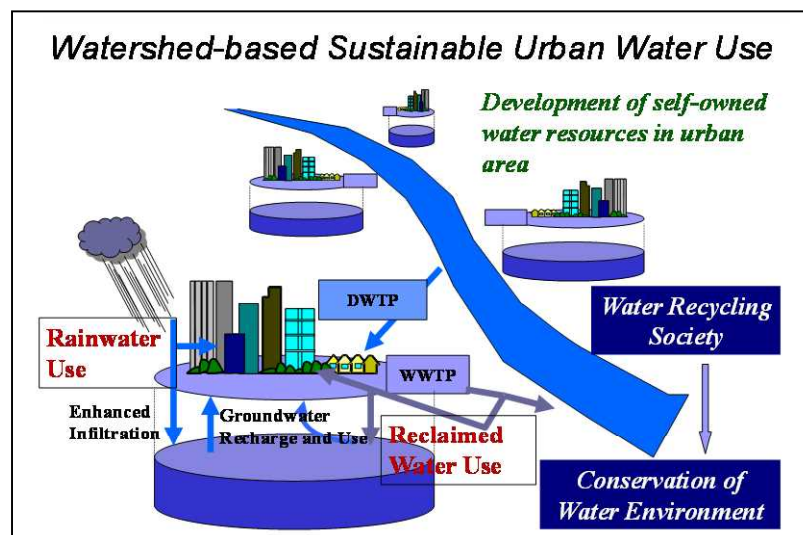 Watershed-based Sustainable Urban Water Use
Development of self-owned
water resources in urban
area
DWTP
Water Recycling
Society
Rainwater
Use
WWTP
Enhanced
Infiltration
Groundwater
Recharge and Use
Reclaimed
Water Use
Conservation of
Water Environment